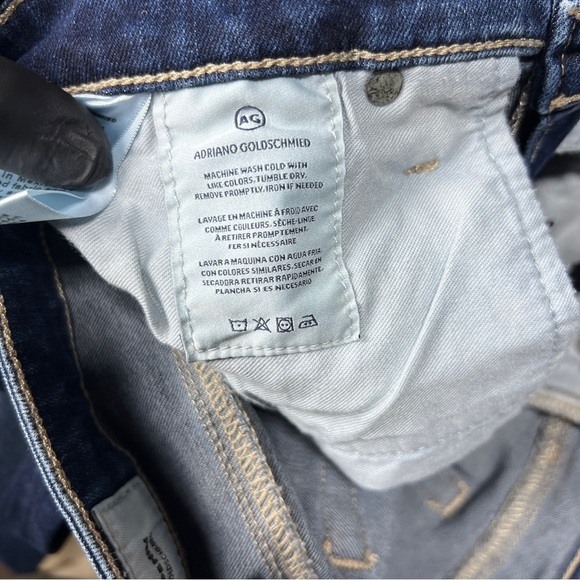 AG
ADRIANO GOLDSCHMIED
MACHINE WASH COLD WITH
LIKE COLORS. TUMBLE DRY.
REMOVE PROMPTLY. IRON IF NEEDED
LAVAGE EN MACHINE À FROID AVEC
COMME COULEURS. SÈCHE-LINGE
À RETIRER PROMPTEMENT.
FER SI NÉCESSAIRE
LAVAR A MAQUINA CON AGUA FRIA
CON COLORES SIMILARES. SECAR EN
SECADORA RETIRAR RAPIDAMENTE.
PLANCHA SI ES NECESARIO